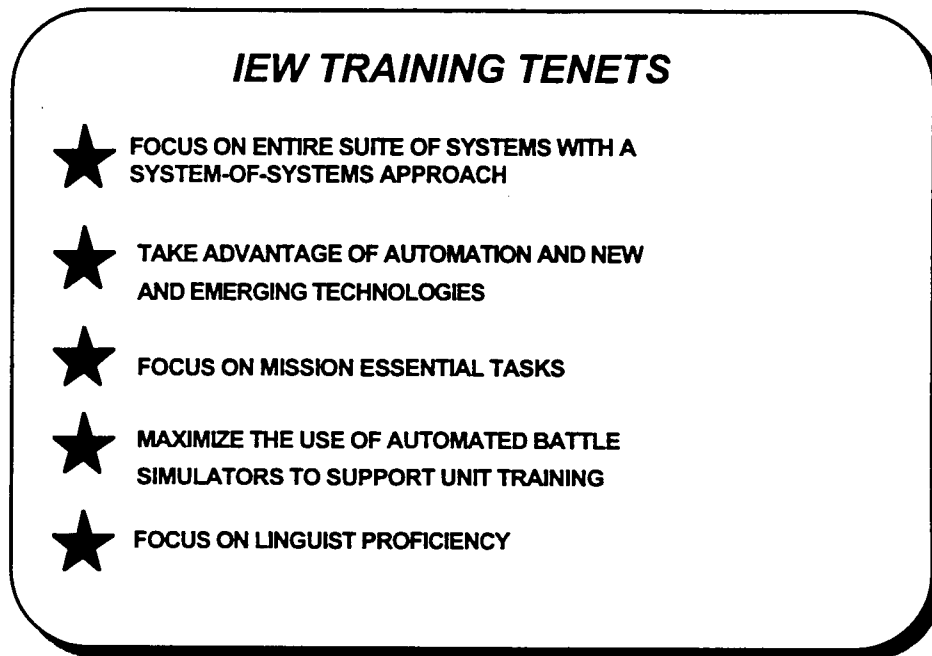 IEW TRAINING TENETS
FOCUS ON ENTIRE SUITE OF SYSTEMS WITH A
SYSTEM-OF-SYSTEMS APPROACH
TAKE ADVANTAGE OF AUTOMATION AND NEW
AND EMERGING TECHNOLOGIES
FOCUS ON MISSION ESSENTIAL TASKS
MAXIMIZE THE USE OF AUTOMATED BATTLE
SIMULATORS TO SUPPORT UNIT TRAINING
FOCUS ON LINGUIST PROFICIENCY